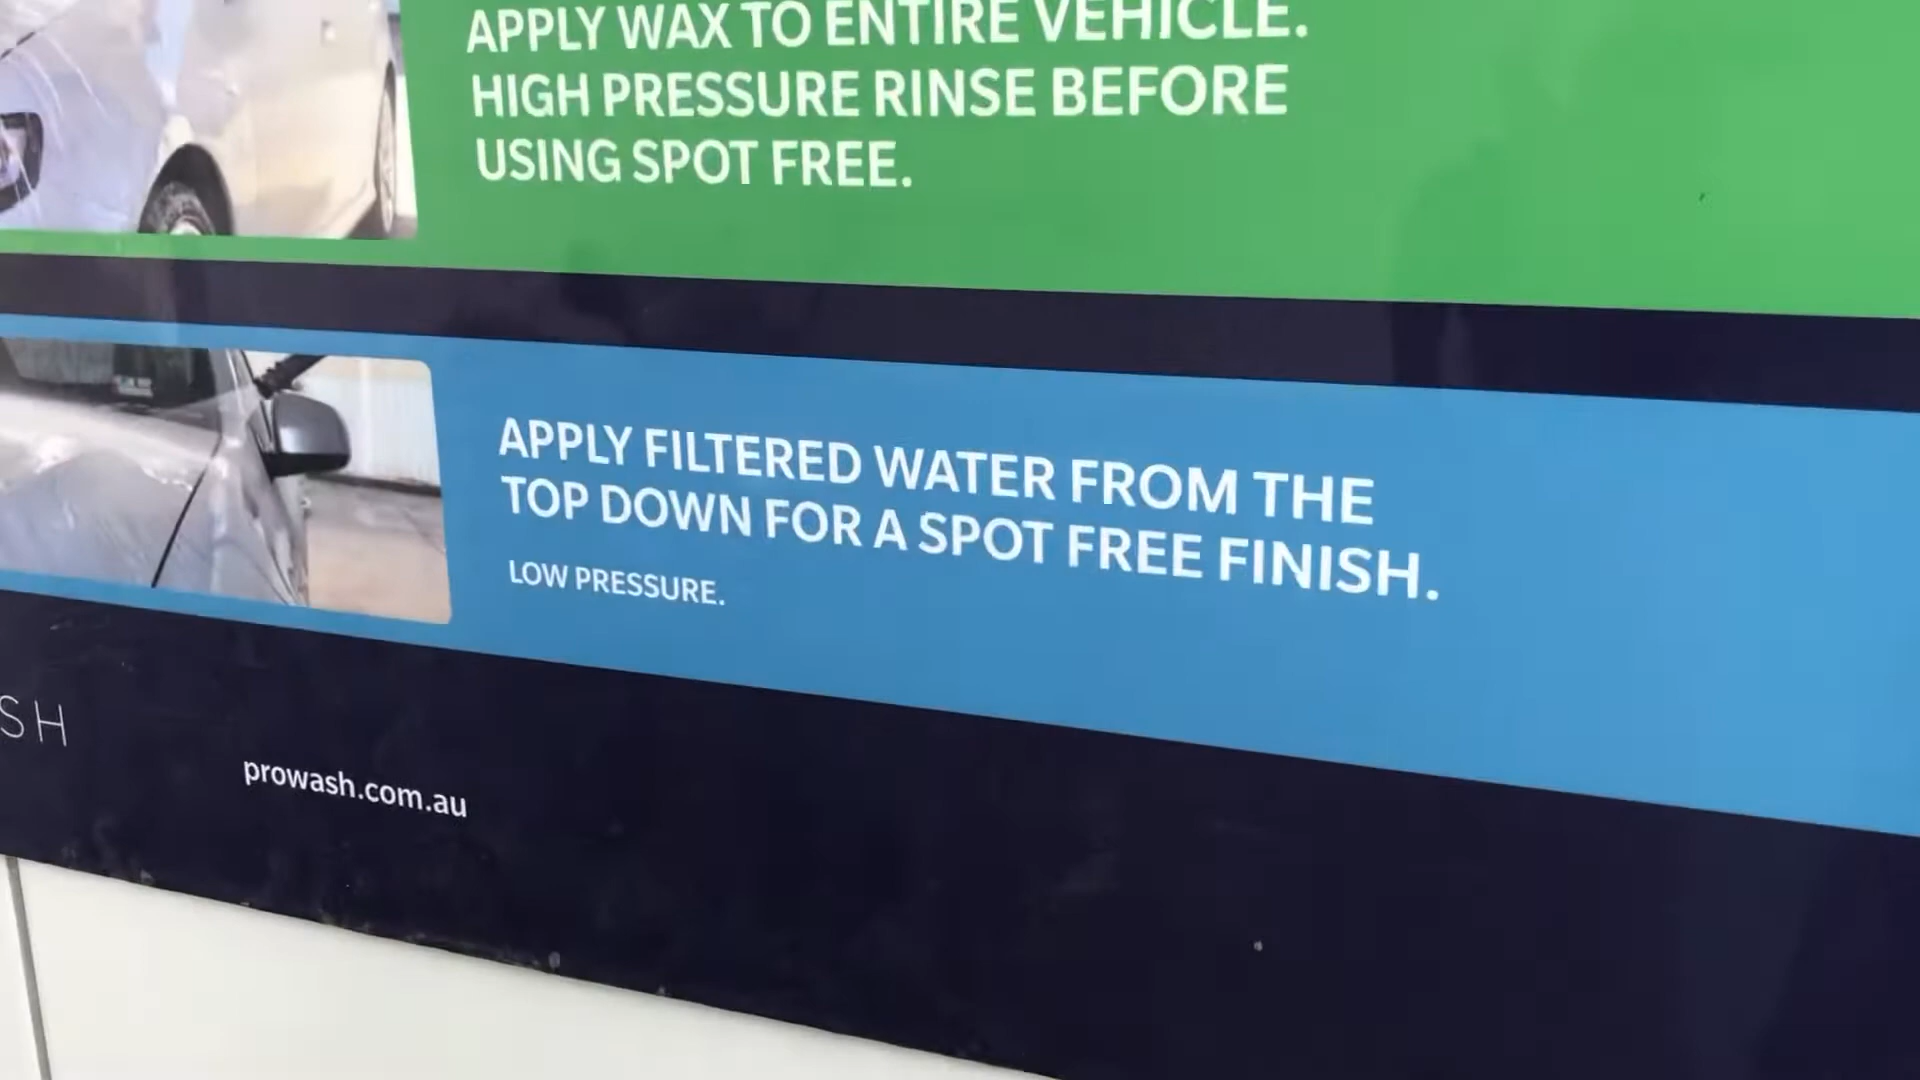 APPLY WAX TO ENTIRE VEHICLE.
HIGH PRESSURE RINSE BEFORE
USING SPOT FREE.
APPLY FILTERED WATER FROM THE
TOP DOWN FOR A SPOT FREE FINISH.
LOW PRESSURE.
SH
prowash.com.au